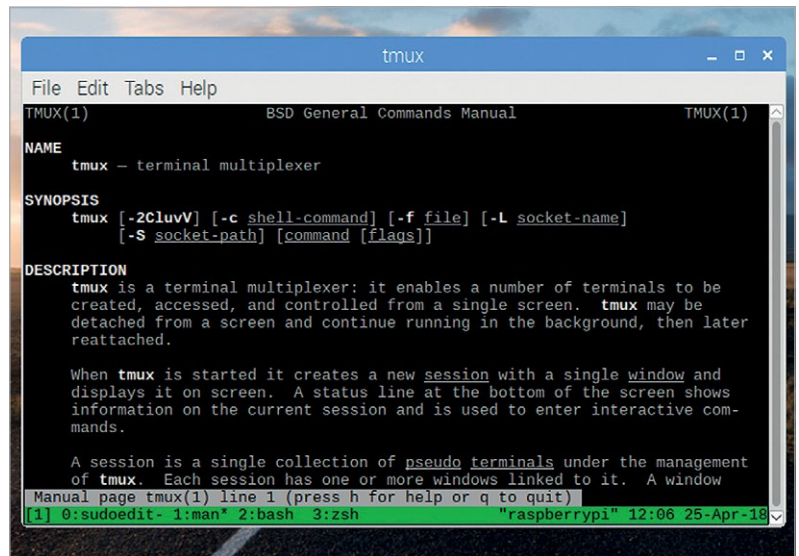 tmux
File Edit Tabs Help
TMUX(1) BSD General Commands Manual TMUX(1)
NAME
tmux — terminal multiplexer
SYNOPSIS
tmux [-2CluvV] [-c shell-command] [-f file] [-L socket-name]
[-S socket-path] [command [flags]]
DESCRIPTION
tmux is a terminal multiplexer: it enables a number of terminals to be
created, accessed, and controlled from a single screen. tmux may be
detached from a screen and continue running in the background, then later
reattached.
When tmux is started it creates a new session with a single window and
displays it on screen. A status line at the bottom of the screen shows
information on the current session and is used to enter interactive com-
mands.
A session is a single collection of pseudo terminals under the management
of tmux. Each session has one or more windows linked to it. A window
Manual page tmux(1) line 1 (press h for help or q to quit)
[1] 0:sudoedit- 1:man* 2:bash 3:zsh "raspberrypi" 12:06 25-Apr-18